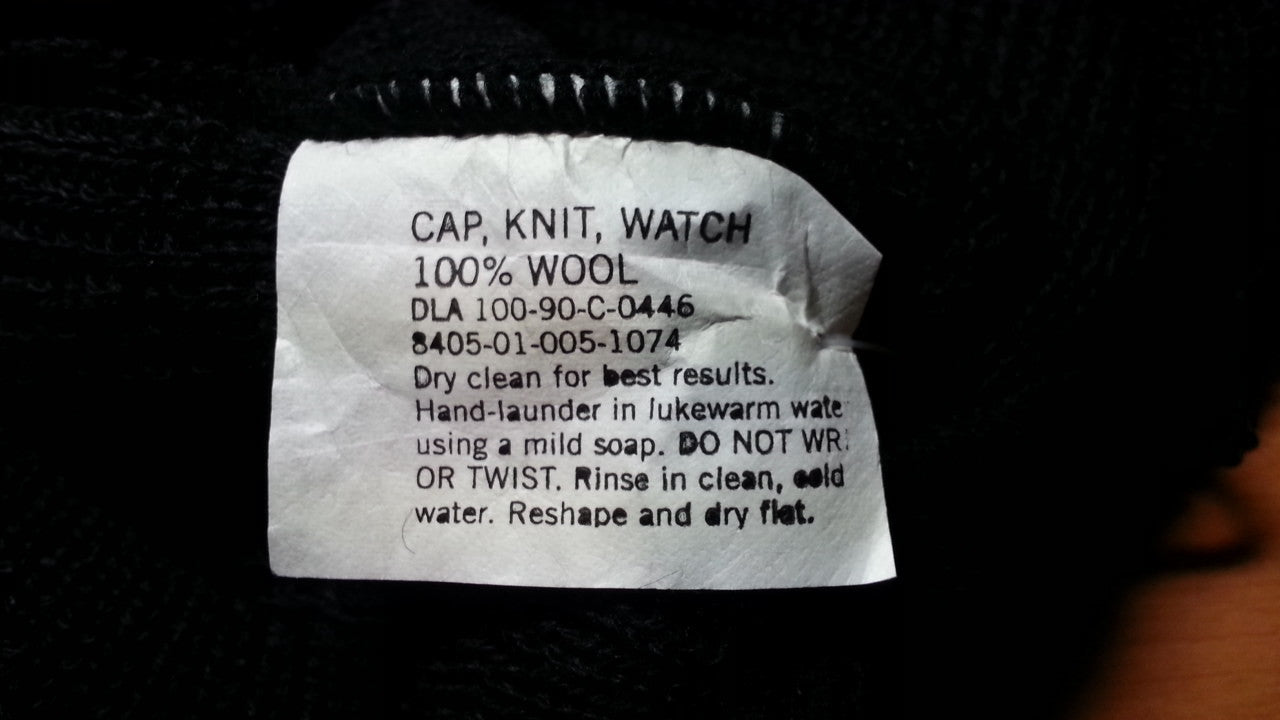 CAP, KNIT, WATCH
100% WOOL
DLA 100-90-C-0446
8405-01-005-1074
Dry clean for best results.
Hand-launder in lukewarm wate
using a mild soap. DO NOT WR
OR TWIST. Rinse in clean, cold
water. Reshape and dry flat.